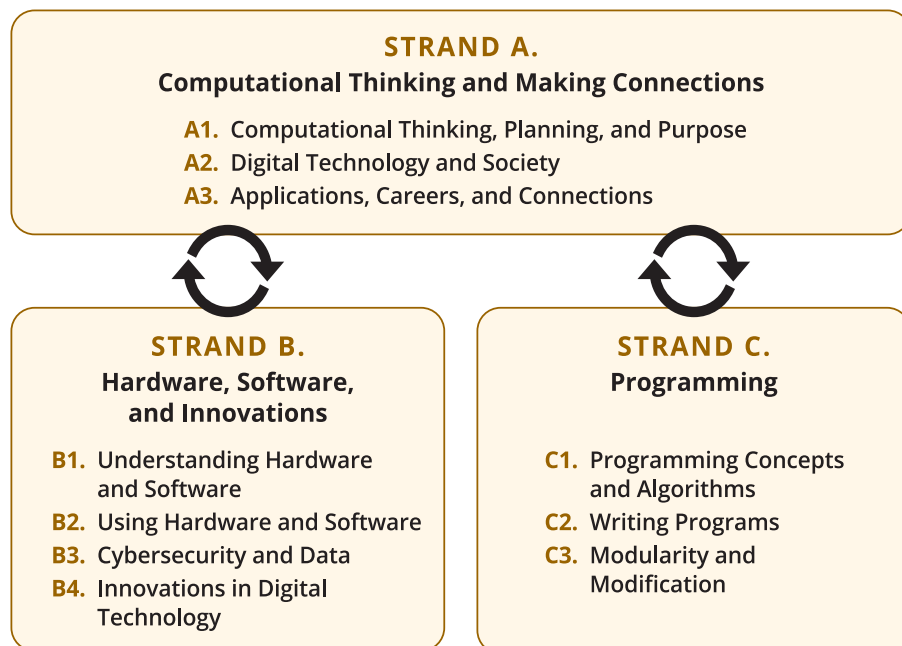 STRAND A.
Computational Thinking and Making Connections
A1. Computational Thinking, Planning, and Purpose
A2. Digital Technology and Society
A3. Applications, Careers, and Connections
STRAND B.
Hardware, Software,
and Innovations
B1. Understanding Hardware
and Software
B2. Using Hardware and Software
B3. Cybersecurity and Data
B4. Innovations in Digital
Technology
STRAND C.
Programming
C1. Programming Concepts
and Algorithms
C2. Writing Programs
C3. Modularity and
Modification